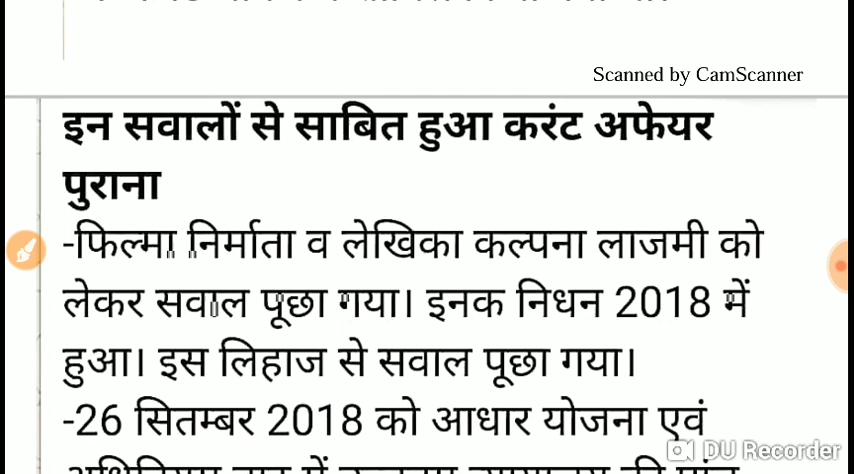 Scanned by CamScanner
इन सवालों से साबित हुआ करंट अफेयर
पुराना
-फिल्मा निर्माता व लेखिका कल्पना लाजमी को
लेकर सवाल पूछा गया। इनक निधन 2018 में
हुआ। इस लिहाज से सवाल पूछा गया।
-26 सितम्बर 2018 को आधार योजना एवं
DU Recorder